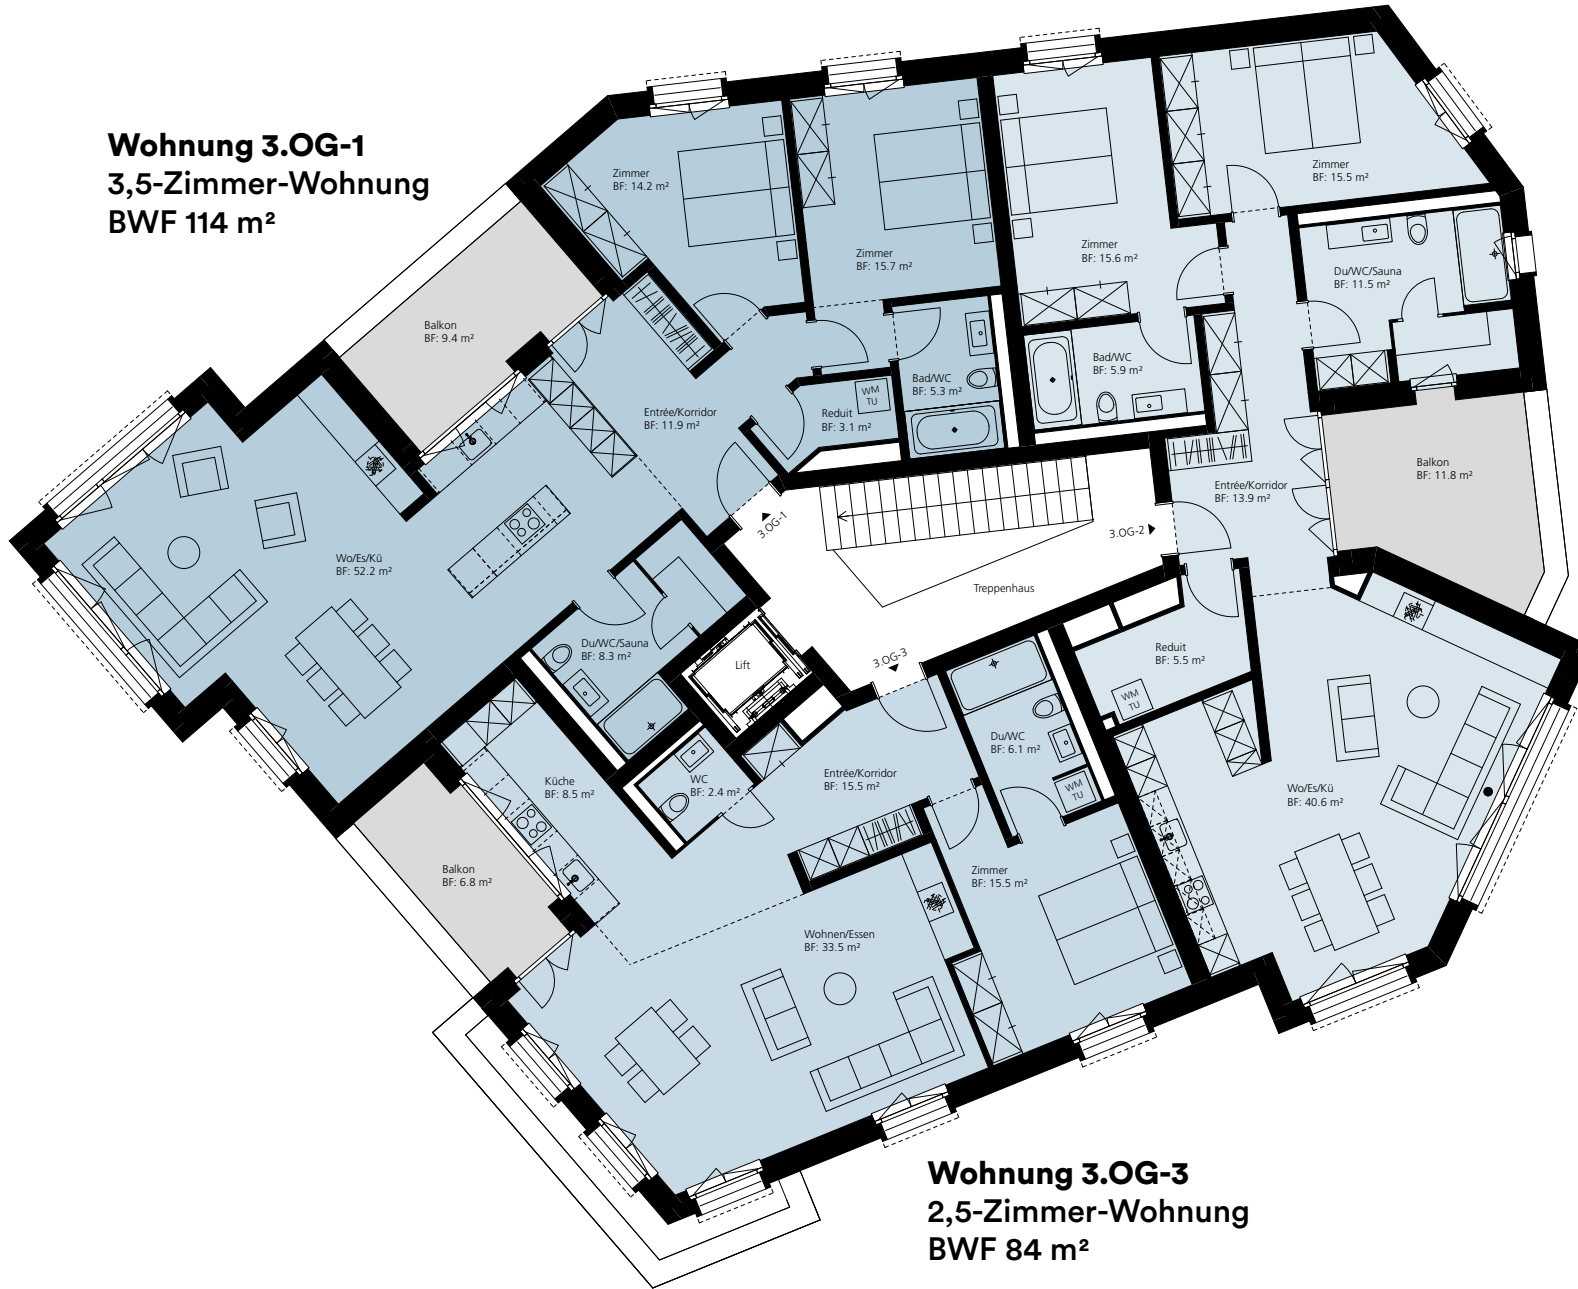 Wohnung 3.OG-1
3,5-Zimmer-Wohnung
BWF 114 m²
Zimmer
BF: 14.2 m²
Zimmer
BF: 15.7 m²
Zimmer
BF: 15.6 m²
Zimmer
BF: 15.5 m²
Du/WC/Sauna
BF: 11.5 m²
Balkon
BF: 9.4 m²
Bad/WC
BF: 5.9 m²
Bad/WC
BF: 5.3 m²
WM
TU
Reduit
BF: 3.1 m²
Entrée/Korridor
BF: 11.9 m²
Balkon
BF: 11.8 m²
Entrée/Korridor
BF: 13.9 m²
3.OG-1
3.OG-2
Wo/Es/Kü
BF: 52.2 m²
Treppenhaus
Du/WC/Sauna
BF: 8.3 m²
Lift
3.OG-3
Reduit
BF: 5.5 m²
WM
TU
Du/WC
BF: 6.1 m²
WM
TU
Küche
BF: 8.5 m²
WC
BF: 2.4 m²
Entrée/Korridor
BF: 15.5 m²
Wo/Es/Kü
BF: 40.6 m²
Balkon
BF: 6.8 m²
Zimmer
BF: 15.5 m²
Wohnen/Essen
BF: 33.5 m²
Wohnung 3.OG-3
2,5-Zimmer-Wohnung
BWF 84 m²